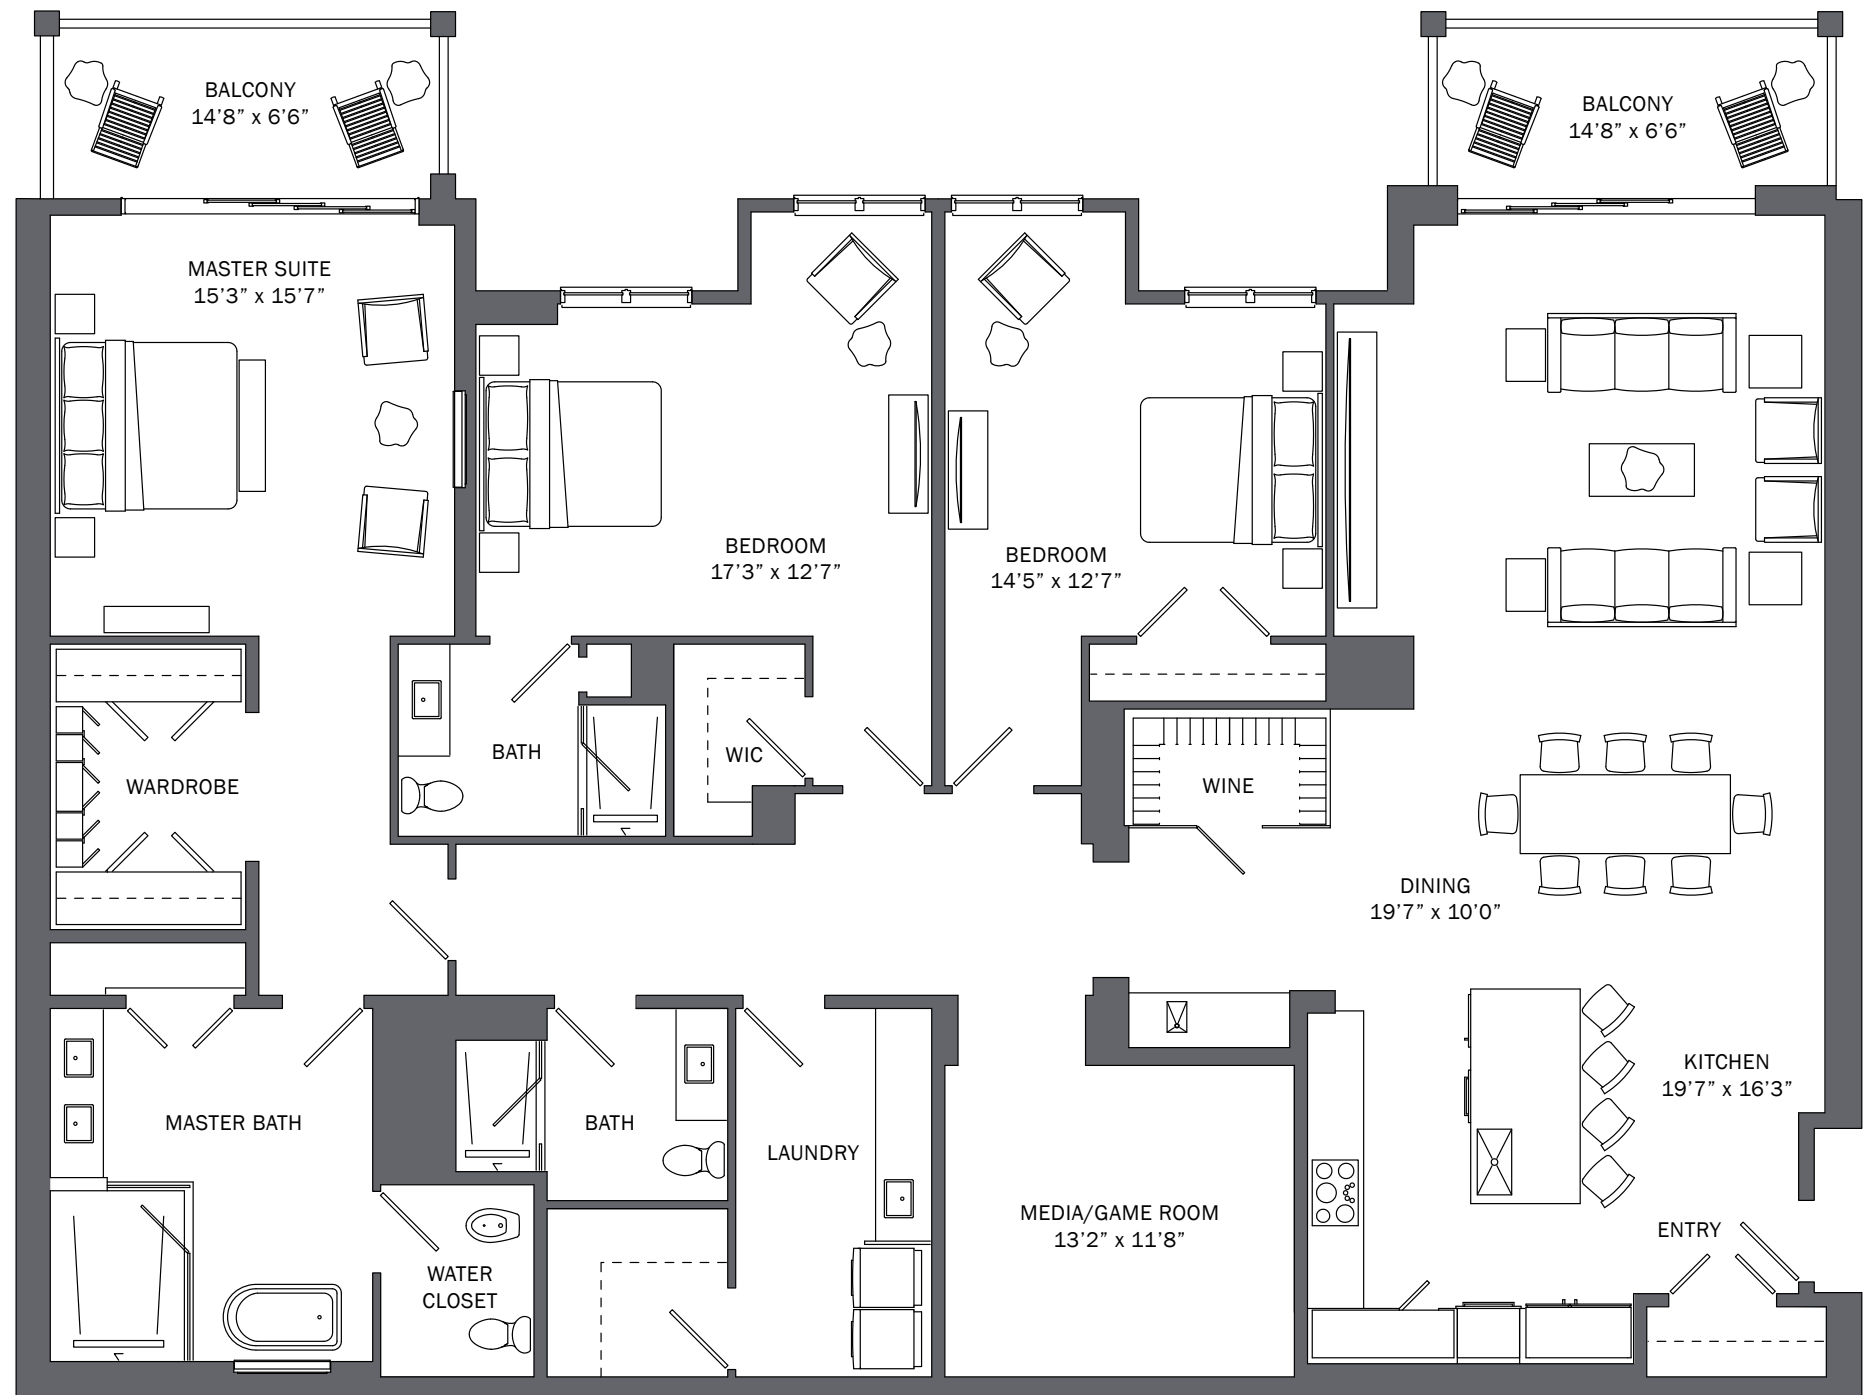 BALCONY
14’8” x 6’6”
BALCONY
14’8” x 6’6”
MASTER SUITE
15’3” x 15’7”
BEDROOM
17’3” x 12’7”
BEDROOM
14’5” x 12’7”
WARDROBE
BATH
WIC
WINE
DINING
19’7” x 10’0”
KITCHEN
19’7” x 16’3”
MASTER BATH
BATH
LAUNDRY
MEDIA/GAME ROOM
13’2” x 11’8”
ENTRY
WATER
CLOSET